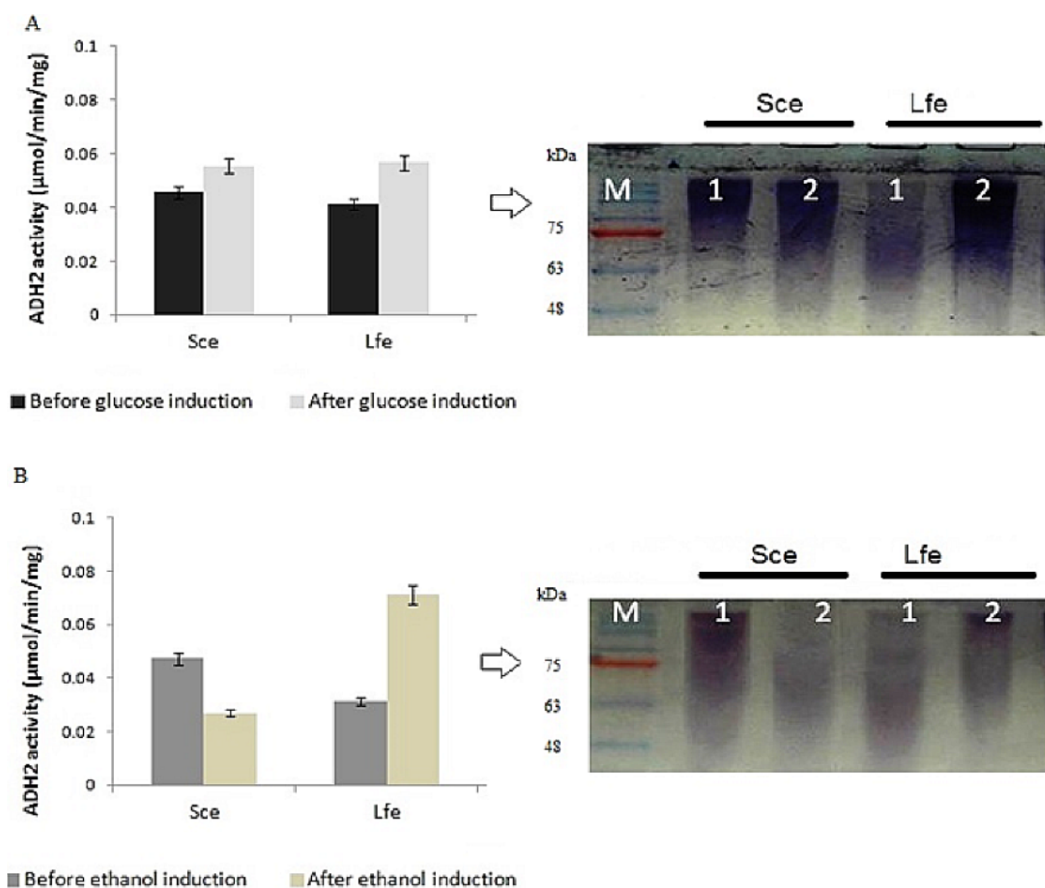 A
ADH2 activity (µmol/min/mg)
0.1
0.08
0.06
0.04
0.02
0
Sce Lfe
Before glucose induction After glucose induction
Sce Lfe
kDa
M 1 2 1 2
75
63
48
B
ADH2 activity (µmol/min/mg)
0.1
0.08
0.06
0.04
0.02
0
Sce Lfe
Before ethanol induction After ethanol induction
Sce Lfe
kDa
M 1 2 1 2
75
63
48